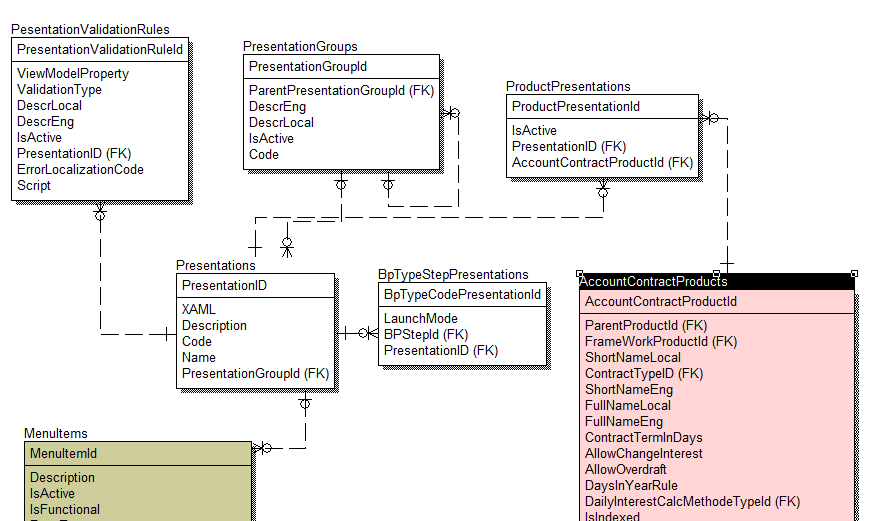 PesentationValidationRules
PresentationValidationRuleId
ViewModelProperty
ValidationType
DescrLocal
DescrEng
IsActive
PresentationID (FK)
ErrorLocalizationCode
Script
PresentationGroups
PresentationGroupId
ParentPresentationGroupId (FK)
DescrEng
DescrLocal
IsActive
Code
ProductPresentations
ProductPresentationId
IsActive
PresentationID (FK)
AccountContractProductId (FK)
Presentations
PresentationID
XAML
Description
Code
Name
PresentationGroupId (FK)
BpTypeStepPresentations
BpTypeCodePresentationId
LaunchMode
BPStepId (FK)
PresentationID (FK)
AccountContractProducts
AccountContractProductId
ParentProductId (FK)
FrameWorkProductId (FK)
ShortNameLocal
ContractTypeID (FK)
ShortNameEng
FullNameLocal
FullNameEng
ContractTermInDays
AllowChangeInterest
AllowOverdraft
DaysInYearRule
DailyInterestCalcMethodeTypeId (FK)
IsIndexed
MenuItems
MenuItemId
Description
IsActive
IsFunctional